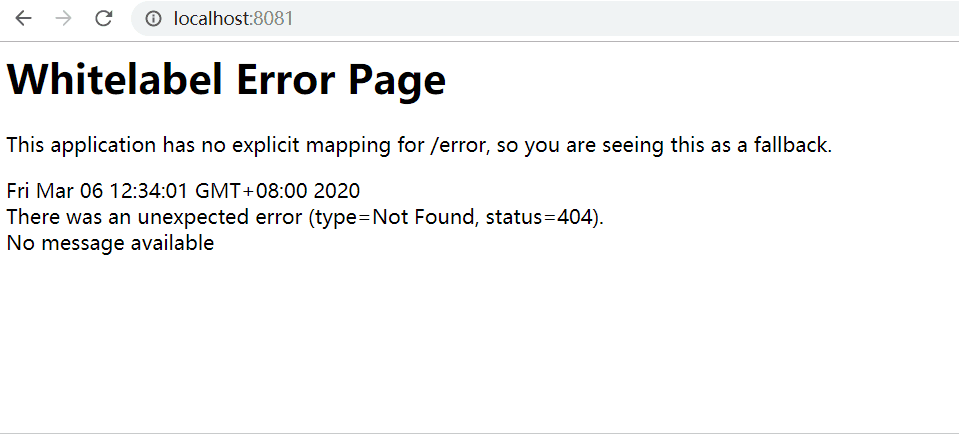 localhost:8081
Whitelabel Error Page
This application has no explicit mapping for /error, so you are seeing this as a fallback.
Fri Mar 06 12:34:01 GMT+08:00 2020
There was an unexpected error (type=Not Found, status=404).
No message available